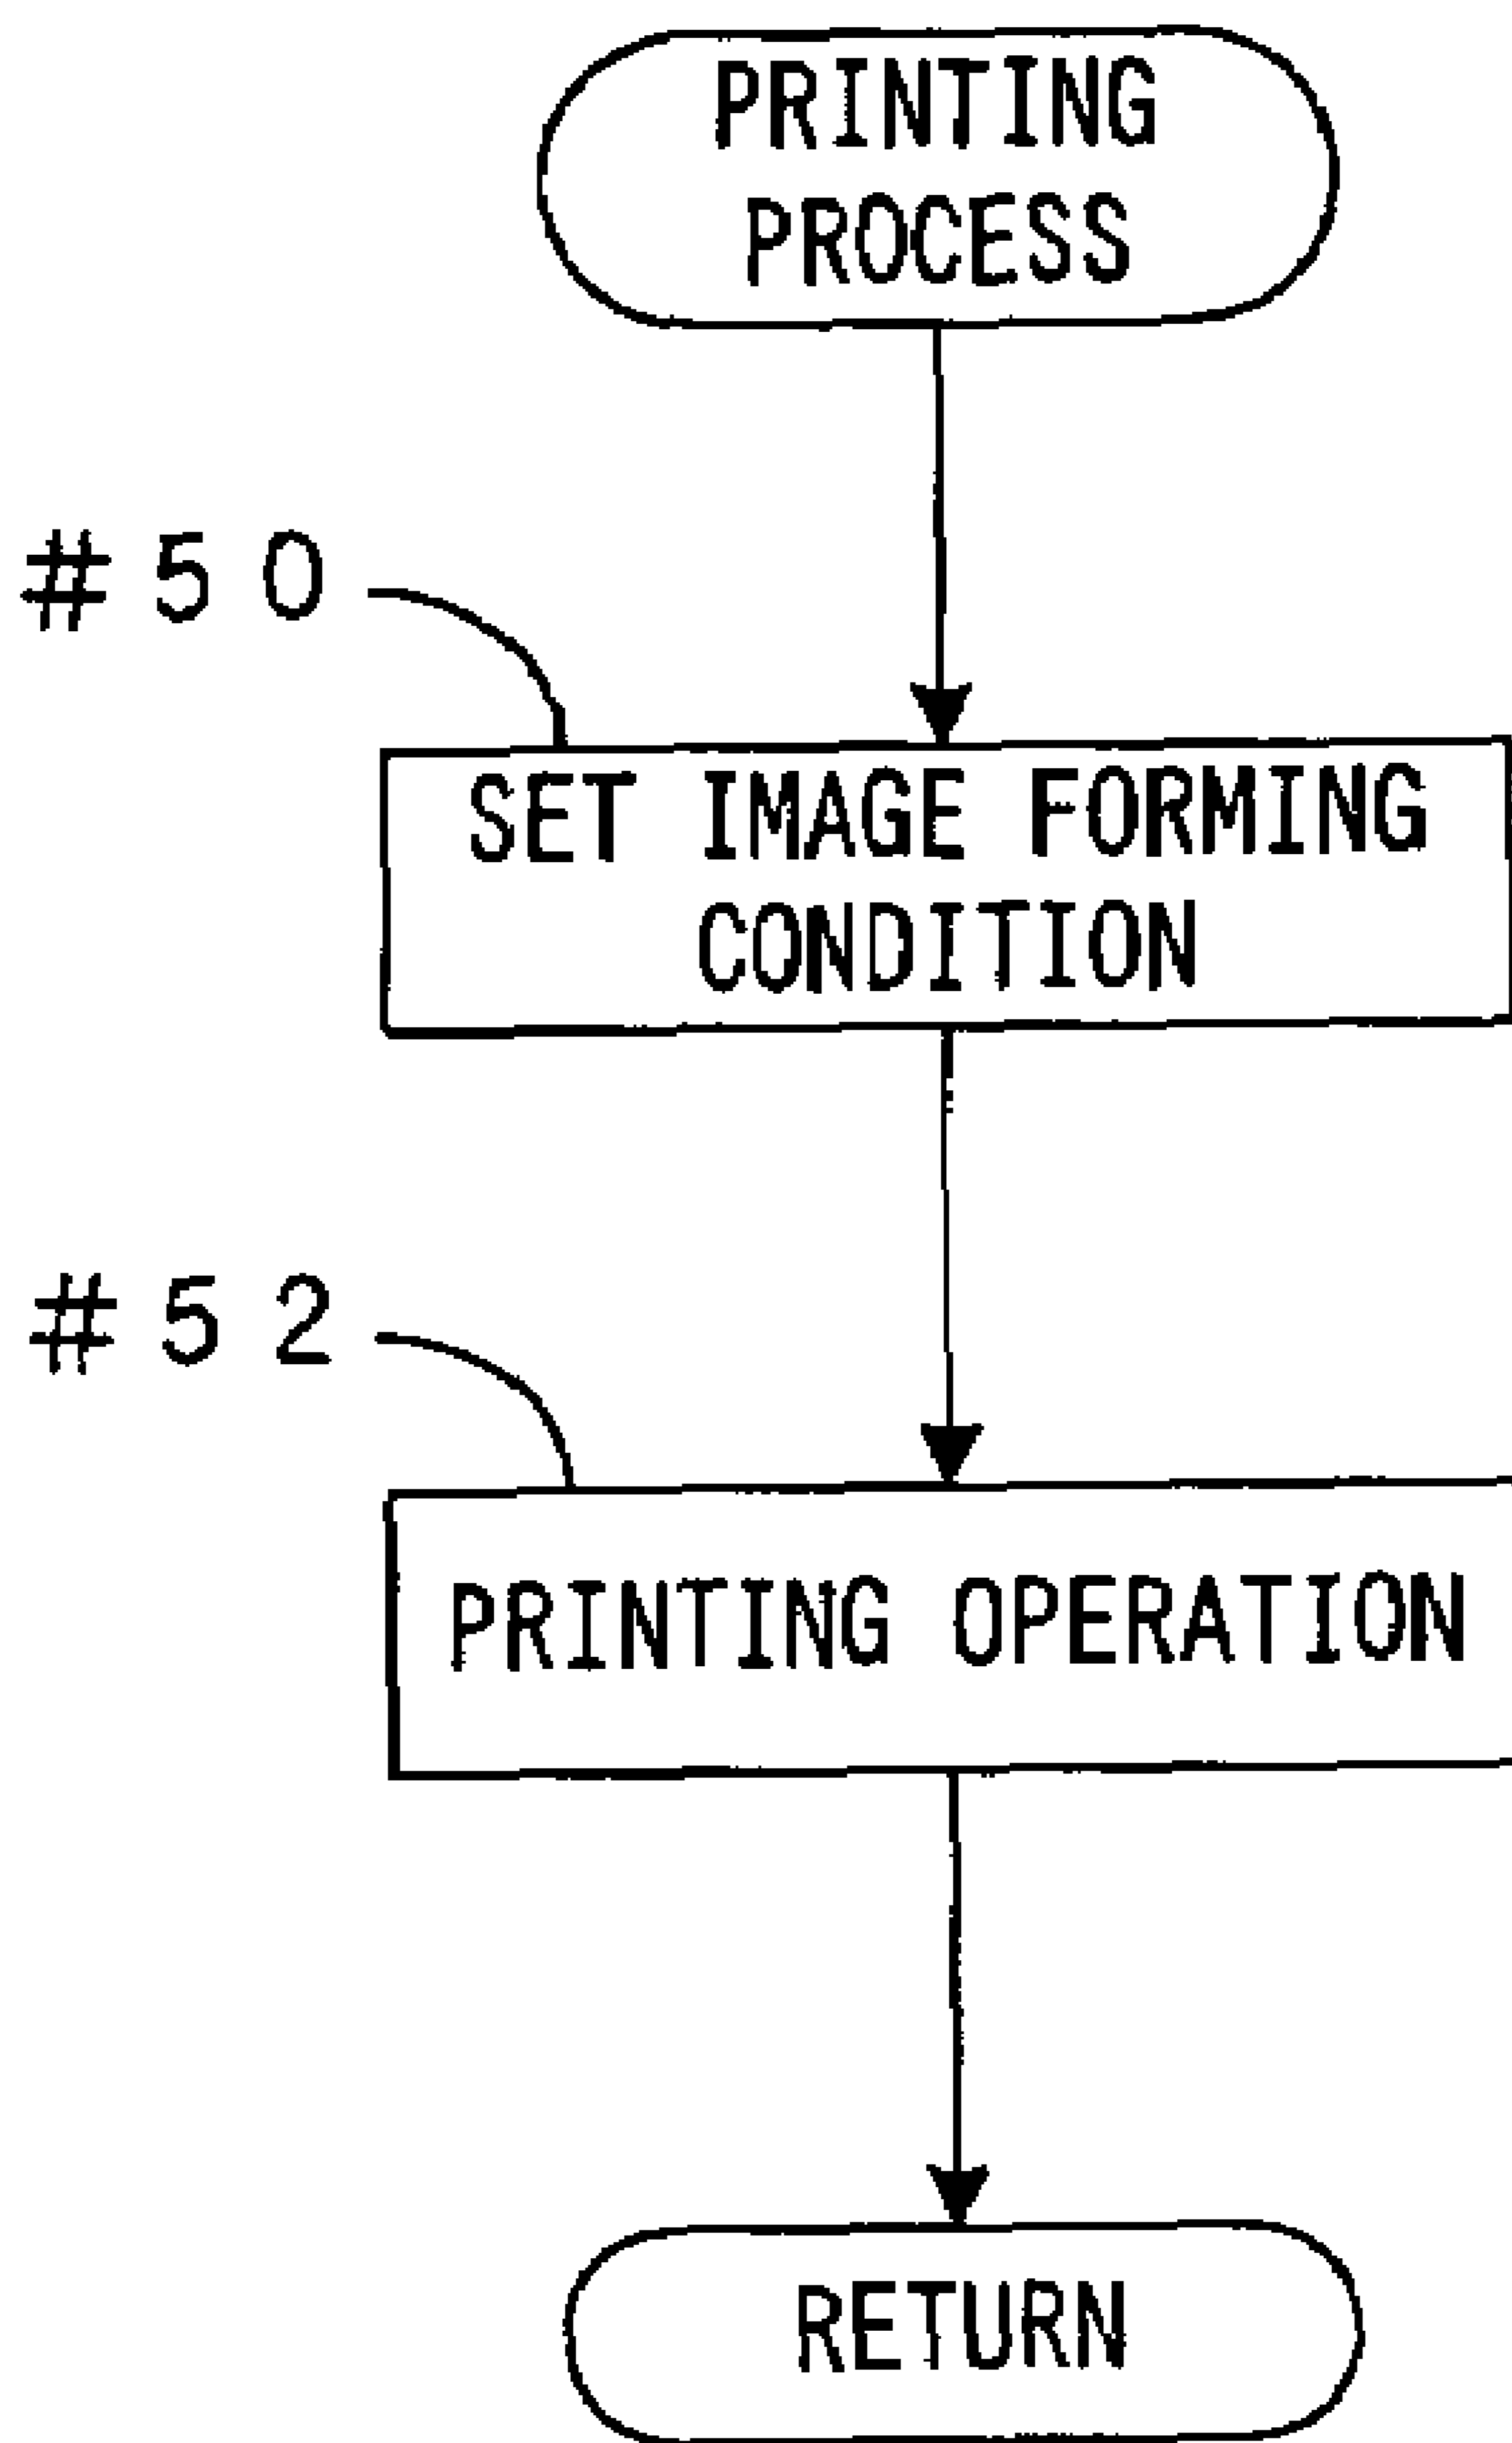 PRINTING
PROCESS
#50
SET IMAGE FORMING
CONDITION
#52
PRINTING OPERATION
RETURN